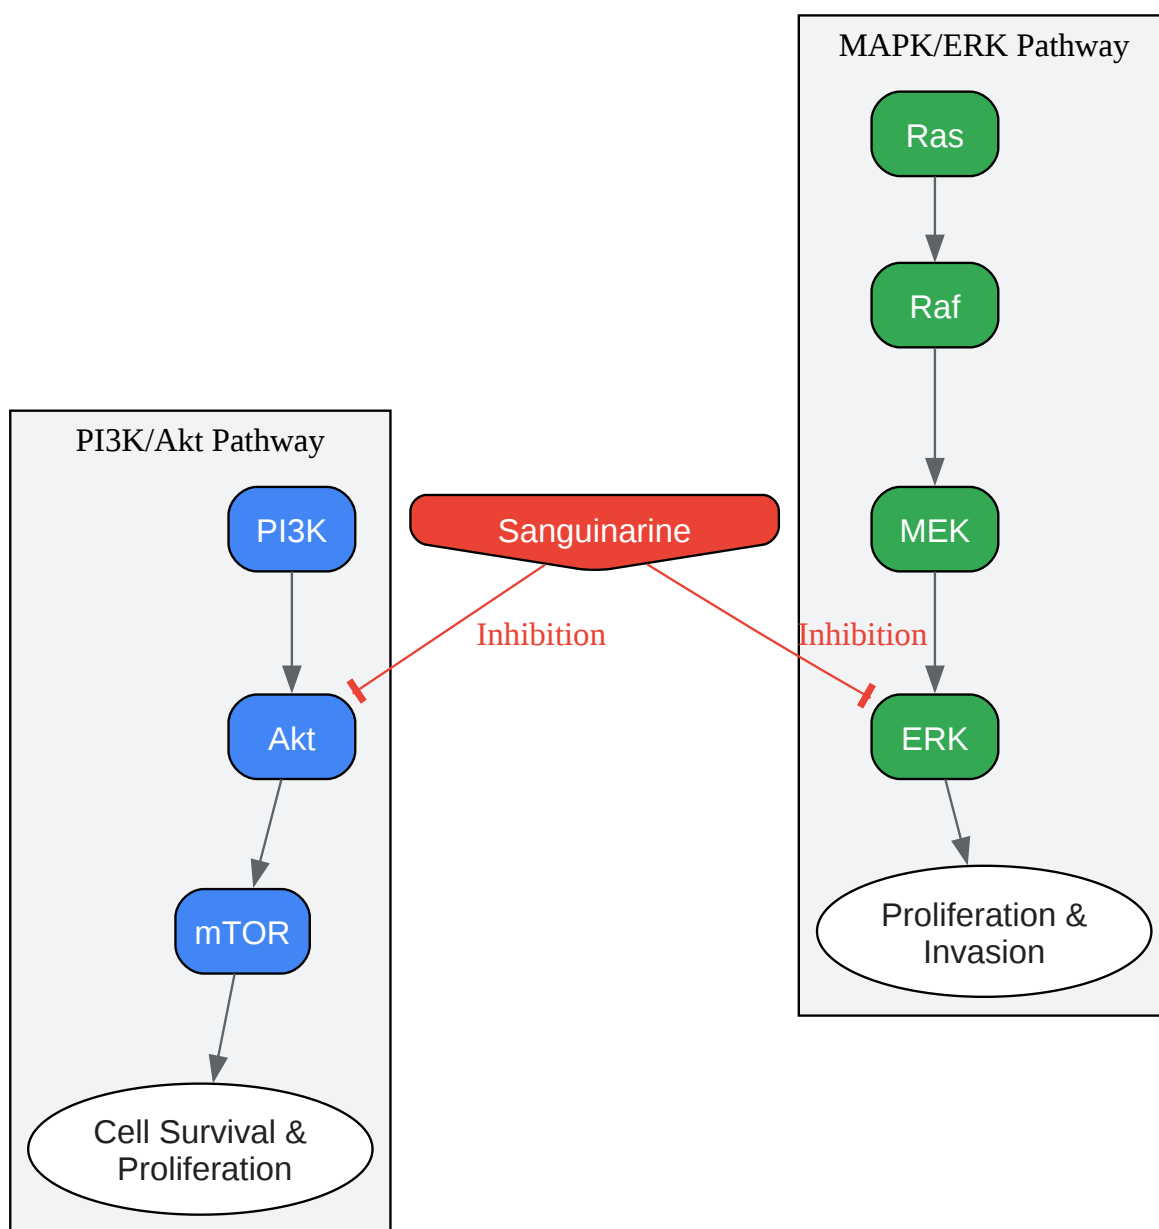 MAPK/ERK Pathway
Ras
Raf
PI3K/Akt Pathway
PI3K
Sanguinarine
MEK
Inhibition
Inhibition
Akt
ERK
mTOR
Proliferation &
Invasion
Cell Survival &
Proliferation